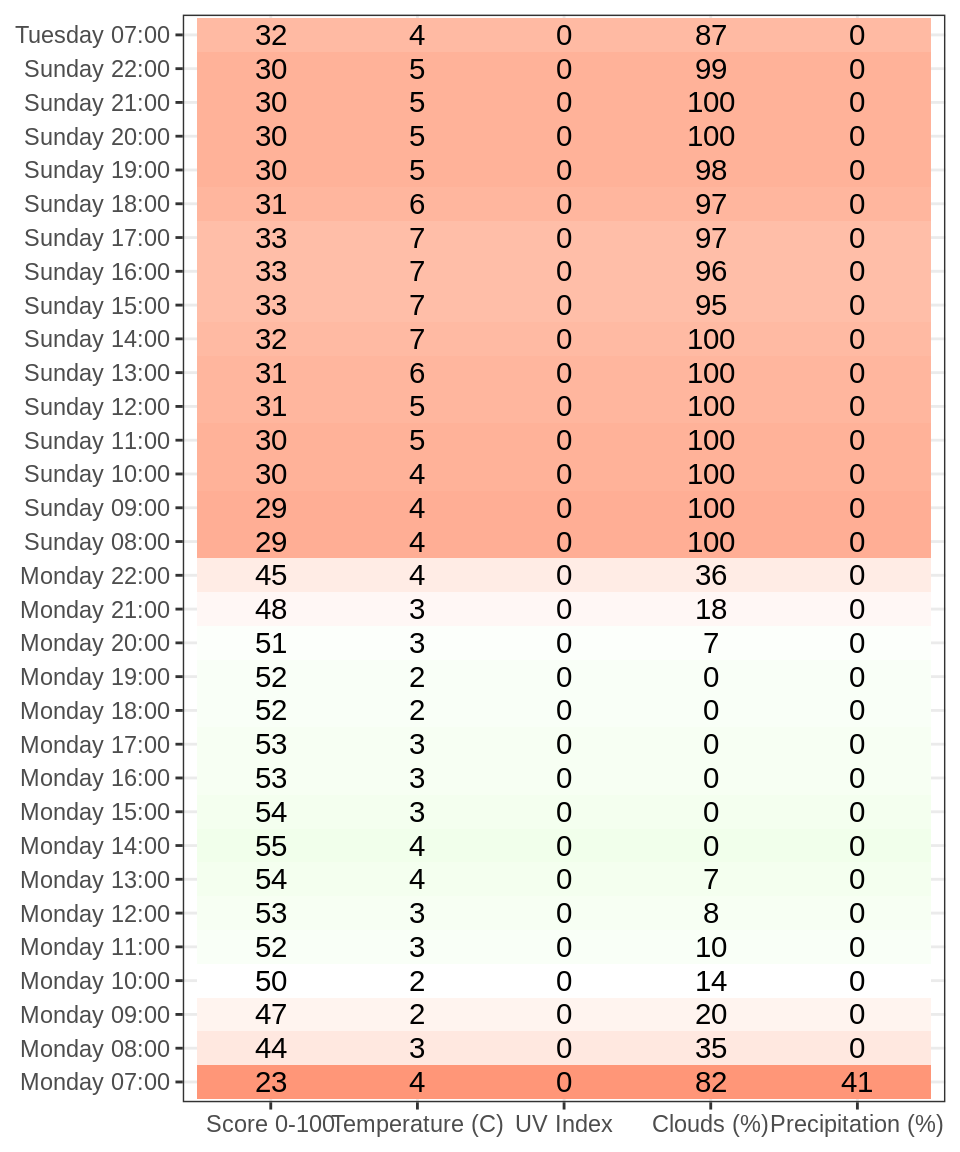 Tuesday 07:00 32 4 0 87 0
Sunday 22:00 30 5 0 99 0
Sunday 21:00 30 5 0 100 0
Sunday 20:00 30 5 0 100 0
Sunday 19:00 30 5 0 98 0
Sunday 18:00 31 6 0 97 0
Sunday 17:00 33 7 0 97 0
Sunday 16:00 33 7 0 96 0
Sunday 15:00 33 7 0 95 0
Sunday 14:00 32 7 0 100 0
Sunday 13:00 31 6 0 100 0
Sunday 12:00 31 5 0 100 0
Sunday 11:00 30 5 0 100 0
Sunday 10:00 30 4 0 100 0
Sunday 09:00 29 4 0 100 0
Sunday 08:00 29 4 0 100 0
Monday 22:00 45 4 0 36 0
Monday 21:00 48 3 0 18 0
Monday 20:00 51 3 0 7 0
Monday 19:00 52 2 0 0 0
Monday 18:00 52 2 0 0 0
Monday 17:00 53 3 0 0 0
Monday 16:00 53 3 0 0 0
Monday 15:00 54 3 0 0 0
Monday 14:00 55 4 0 0 0
Monday 13:00 54 4 0 7 0
Monday 12:00 53 3 0 8 0
Monday 11:00 52 3 0 10 0
Monday 10:00 50 2 0 14 0
Monday 09:00 47 2 0 20 0
Monday 08:00 44 3 0 35 0
Monday 07:00 23 4 0 82 41
Score 0-100 Temperature (C) UV Index Clouds (%) Precipitation (%)